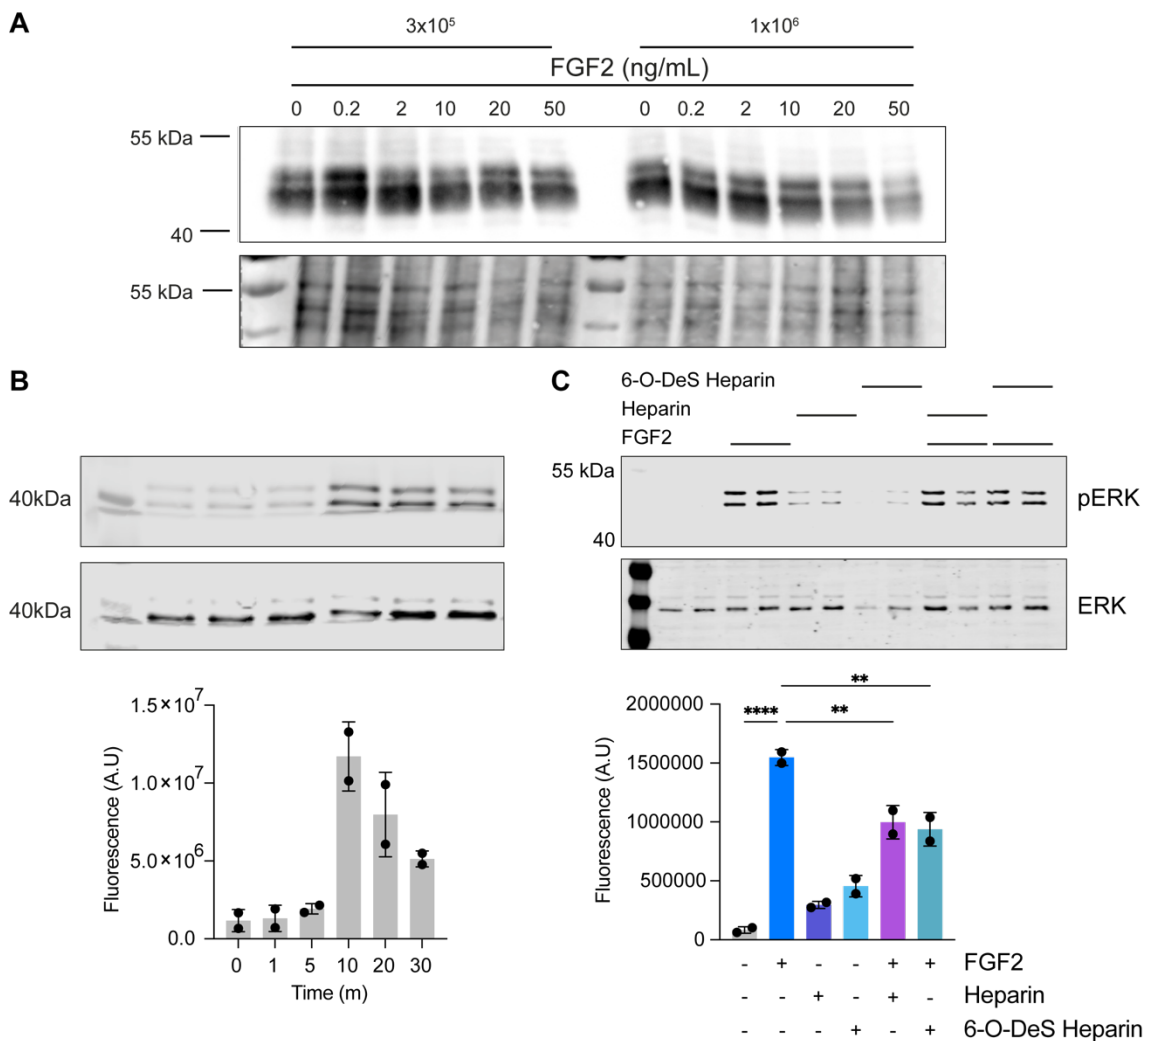 A
3x10⁵ 1x10⁶
FGF2 (ng/mL)
0 0.2 2 10 20 50 0 0.2 2 10 20 50
55 kDa
40
55 kDa
B
40kDa
40kDa
1.5×10⁷
1.0×10⁷
5.0×10⁶
0.0
Fluorescence (A.U)
0 1 5 10 20 30
Time (m)
C
6-O-DeS Heparin
Heparin
FGF2
55 kDa
pERK
40
ERK
**
**** **
2000000
1500000
1000000
500000
0
Fluorescence (A.U)
- + - - + + FGF2
- - + - + - Heparin
- - - + - + 6-O-DeS Heparin